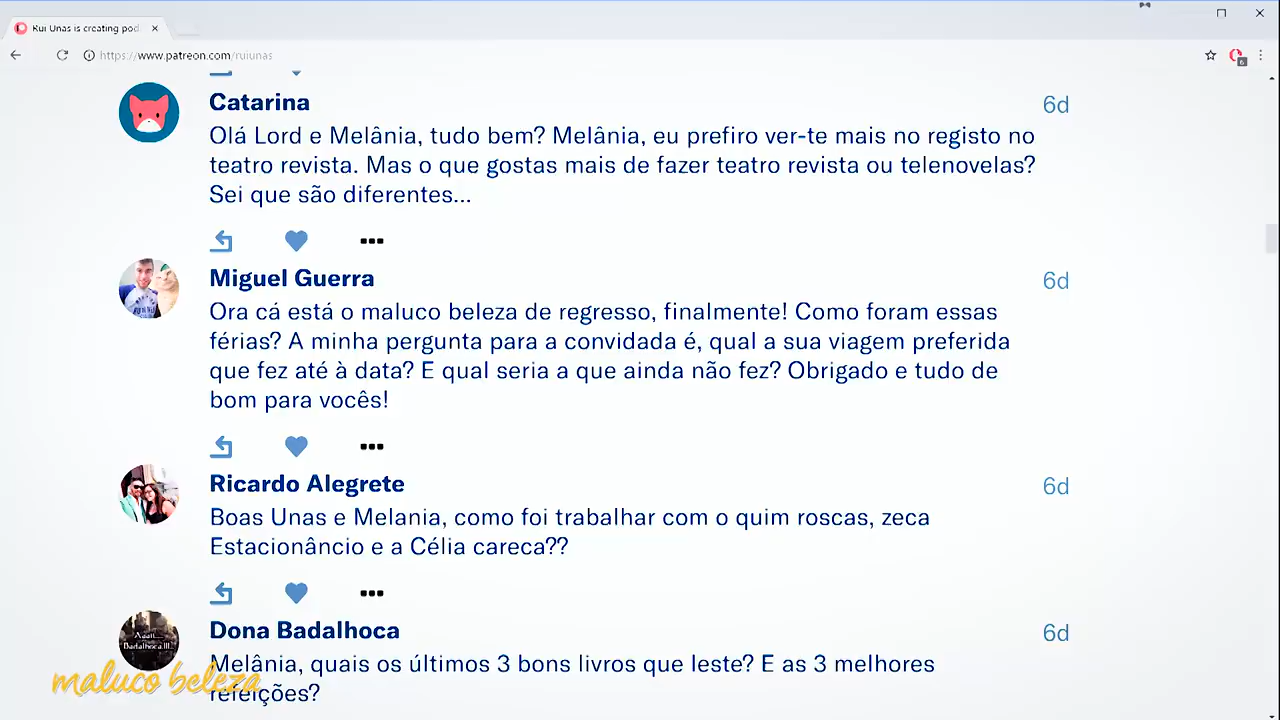 Rui Unas is creating pod
https://www.patreon.com/ruiunas
6
Catarina
6d
Olá Lord e Melânia, tudo bem? Melânia, eu prefiro ver-te mais no registo no
teatro revista. Mas o que gostas mais de fazer teatro revista ou telenovelas?
Sei que são diferentes...
Miguel Guerra
6d
Ora cá está o maluco beleza de regresso, finalmente! Como foram essas
férias? A minha pergunta para a convidada é, qual a sua viagem preferida
que fez até à data? E qual seria a que ainda não fez? Obrigado e tudo de
bom para vocês!
Ricardo Alegrete
6d
Boas Unas e Melania, como foi trabalhar com o quim roscas, zeca
Estacionâncio e a Célia careca??
Dona Badalhoca
6d
Melânia, quais os últimos 3 bons livros que leste? E as 3 melhores
refeições?
maluco beleza